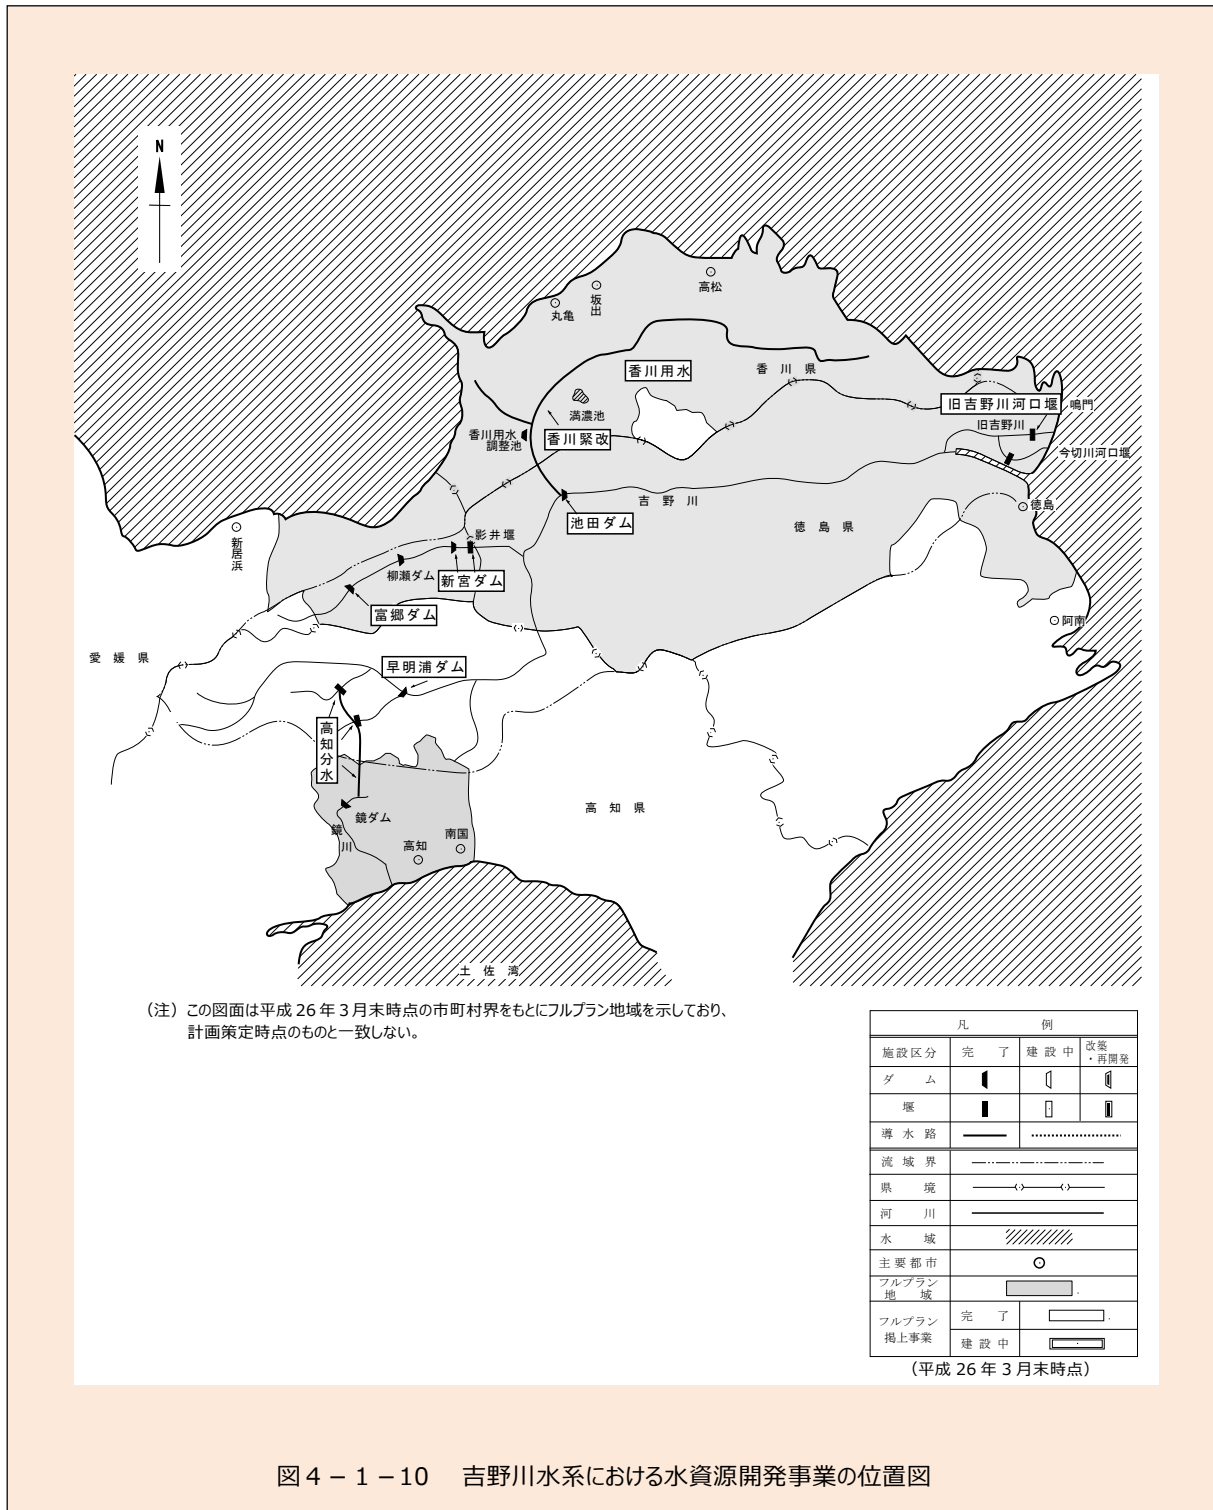 N
高松
坂出
丸亀
香川用水
香川県
満濃池
旧吉野川河口堰
鳴門
旧吉野川
今切川河口堰
香川用水
調整池
香川緊改
吉野川
池田ダム
徳島県
徳島
新居浜
影井堰
柳瀬ダム
新宮ダム
富郷ダム
阿南
愛媛県
早明浦ダム
高知分水
高知県
鏡ダム
鏡川
南国
高知
土佐湾
（注）この図面は平成 26 年 3 月末時点の市町村界をもとにフルプラン地域を示しており、
計画策定時点のものと一致しない。
凡 例
施設区分 完 了 建設中 改築・再開発
ダ ム
堰
導水路
流域界
県 境
河 川
水 域
主要都市
フルプラン
地 域
フルプラン 完 了
掲上事業 建設中
（平成 26 年 3 月末時点）
図４－１－10 吉野川水系における水資源開発事業の位置図